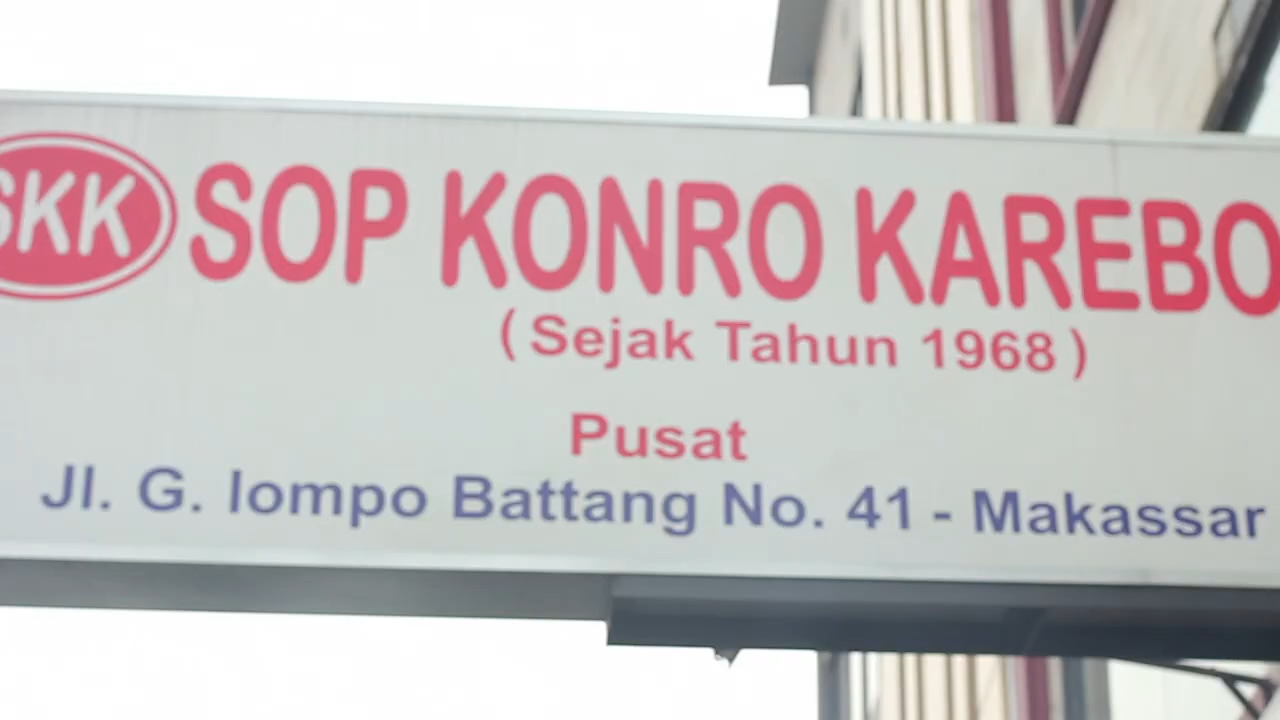 SKK SOP KONRO KAREBO
( Sejak Tahun 1968 )
Pusat
Jl. G. lompo Battang No. 41 - Makassar